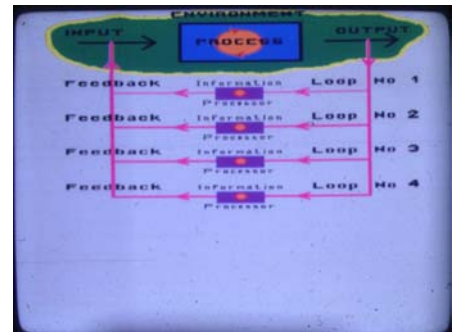 ENVIRONMENT
INPUT PROCESS OUTPUT
Feedback Information Processor Loop No 1
Feedback Information Processor Loop No 2
Feedback Information Processor Loop No 3
Feedback Information Processor Loop No 4